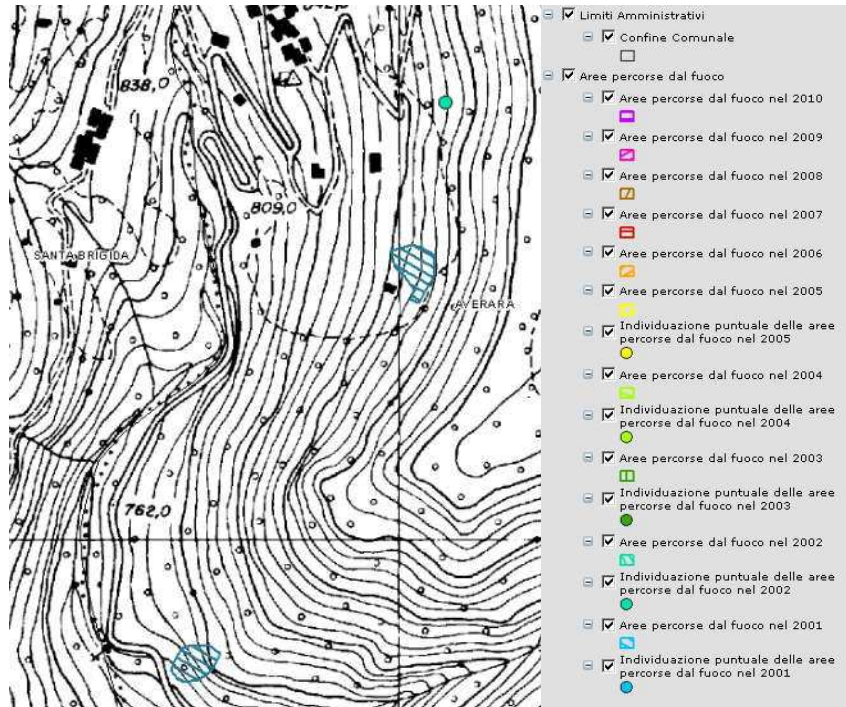 838,0
809,0
SANTA BRIGIDA
AVERARA
762,0
Limiti Amministrativi
Confine Comunale
Aree percorse dal fuoco
Aree percorse dal fuoco nel 2010
Aree percorse dal fuoco nel 2009
Aree percorse dal fuoco nel 2008
Aree percorse dal fuoco nel 2007
Aree percorse dal fuoco nel 2006
Aree percorse dal fuoco nel 2005
Individuazione puntuale delle aree
percorse dal fuoco nel 2005
Aree percorse dal fuoco nel 2004
Individuazione puntuale delle aree
percorse dal fuoco nel 2004
Aree percorse dal fuoco nel 2003
Individuazione puntuale delle aree
percorse dal fuoco nel 2003
Aree percorse dal fuoco nel 2002
Individuazione puntuale delle aree
percorse dal fuoco nel 2002
Aree percorse dal fuoco nel 2001
Individuazione puntuale delle aree
percorse dal fuoco nel 2001